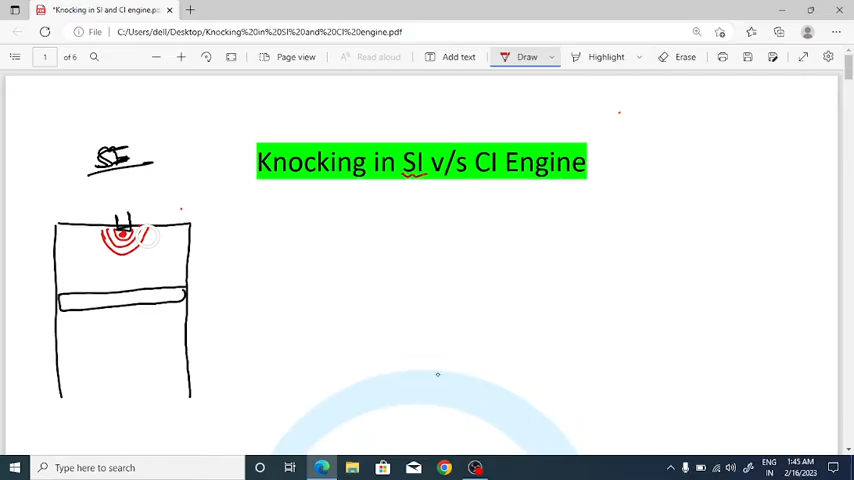 *Knocking in SI and CI engine.p
File
C:/Users/dell/Desktop/Knocking%20in%20SI%20and%20CI%20engine.pdf
1
of 6
Page view
Read aloud
Add text
Draw
Highlight
Erase
SI
Knocking in SI v/s CI Engine
Type here to search
ENG
IN
1:45 AM
2/16/2023